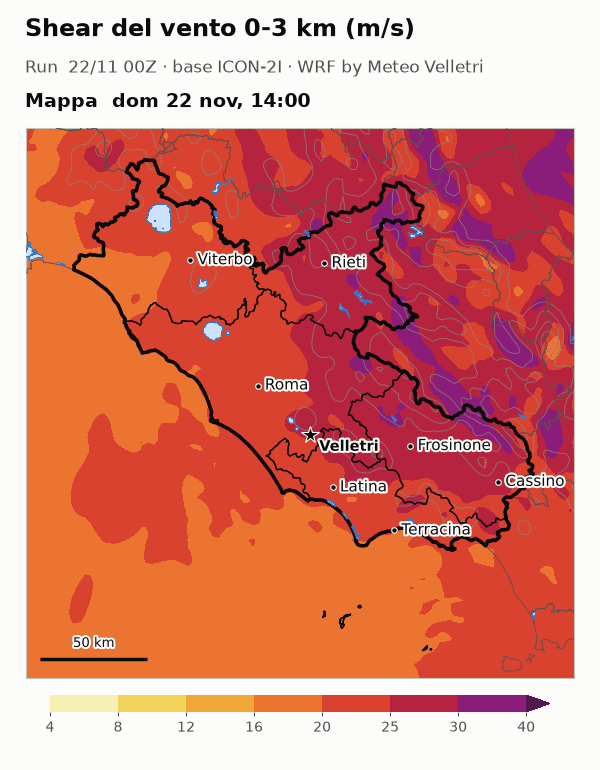 Shear del vento 0-3 km (m/s)
Run  22/11 00Z · base ICON-2I · WRF by Meteo Velletri
Mappa  dom 22 nov, 14:00
Viterbo
Rieti
Roma
Velletri
Frosinone
Latina
Cassino
Terracina
50 km
4 8 12 16 20 25 30 40